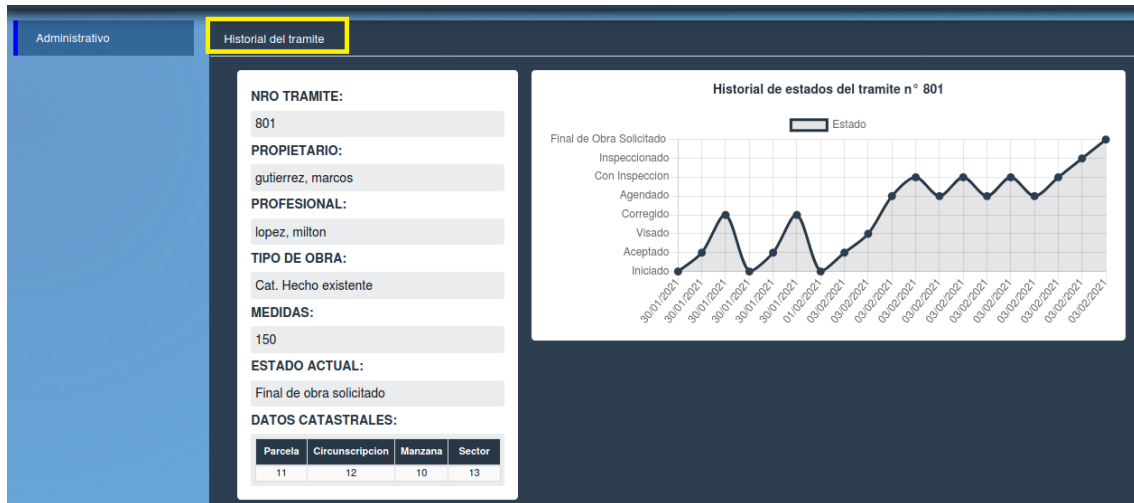 Administrativo
Historial del tramite
NRO TRAMITE:
801
PROPIETARIO:
gutierrez, marcos
PROFESIONAL:
lopez, milton
TIPO DE OBRA:
Cat. Hecho existente
MEDIDAS:
150
ESTADO ACTUAL:
Final de obra solicitado
DATOS CATASTRALES:
Parcela Circunscripcion Manzana Sector
11 12 10 13
Historial de estados del tramite n° 801
Estado
Final de Obra Solicitado
Inspeccionado
Con Inspeccion
Agendado
Corregido
Visado
Aceptado
Iniciado
30/01/2021 30/01/2021 30/01/2021 30/01/2021 30/01/2021 30/01/2021 01/02/2021 03/02/2021 03/02/2021 03/02/2021 03/02/2021 03/02/2021 03/02/2021 03/02/2021 03/02/2021 03/02/2021 03/02/2021 03/02/2021 03/02/2021